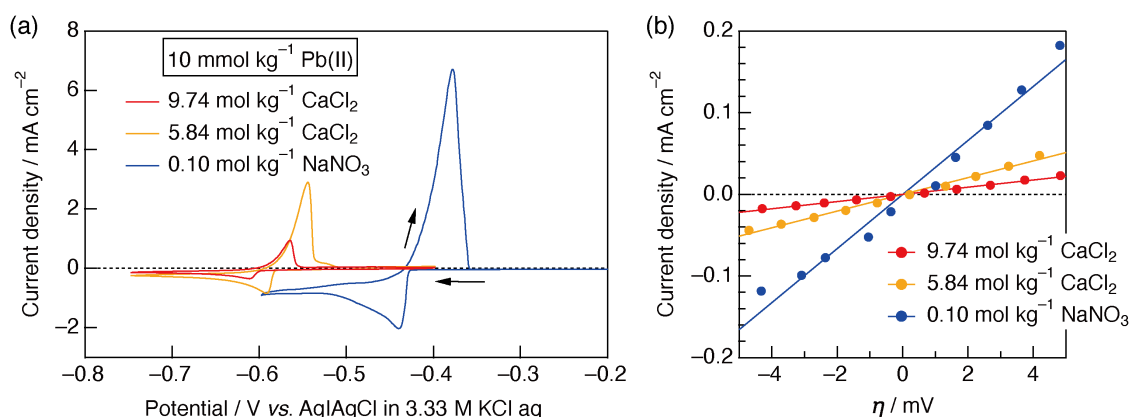 (a)
10 mmol kg⁻¹ Pb(II)
9.74 mol kg⁻¹ CaCl₂
5.84 mol kg⁻¹ CaCl₂
0.10 mol kg⁻¹ NaNO₃
Current density / mA cm⁻²
8
6
4
2
0
−2
−0.8
−0.7
−0.6
−0.5
−0.4
−0.3
−0.2
Potential / V vs. Ag|AgCl in 3.33 M KCl aq
(b)
Current density / mA cm⁻²
0.2
0.1
0.0
−0.1
−0.2
9.74 mol kg⁻¹ CaCl₂
5.84 mol kg⁻¹ CaCl₂
0.10 mol kg⁻¹ NaNO₃
−4
−2
0
2
4
η / mV